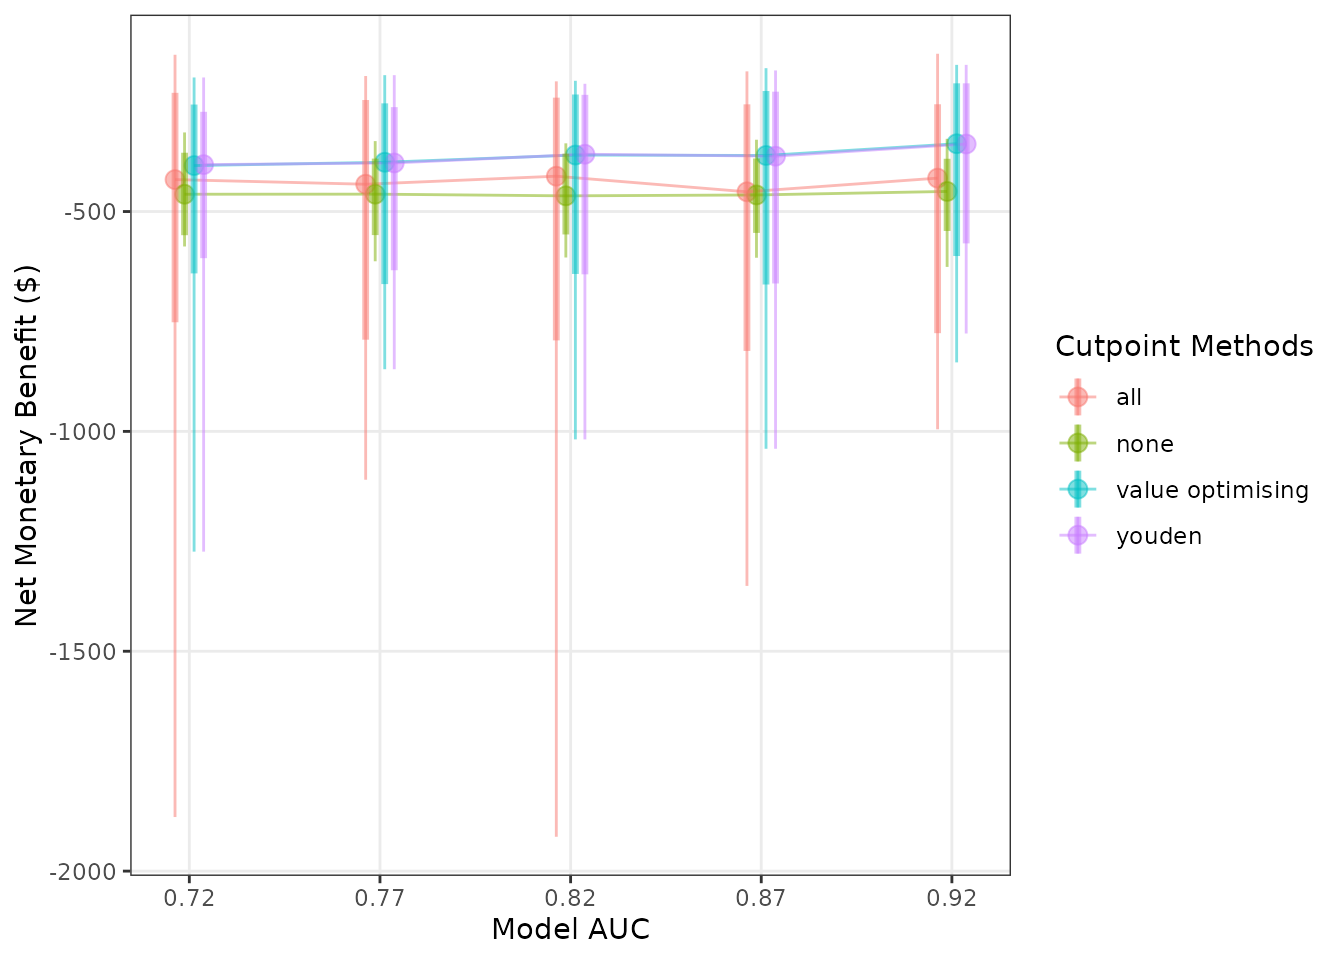 Net Monetary Benefit ($)
-500
-1000
-1500
-2000
0.72 0.77 0.82 0.87 0.92
Model AUC
Cutpoint Methods
all
none
value optimising
youden